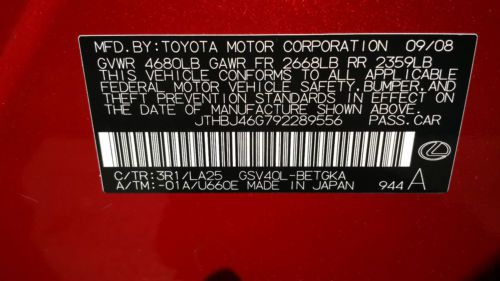 MFD.BY:TOYOTA MOTOR CORPORATION 09/08
GVWR 4680LB GAWR FR 2668LB RR 2359LB
THIS VEHICLE CONFORMS TO ALL APPLICABLE
FEDERAL MOTOR VEHICLE SAFETY,BUMPER,AND
THEFT PREVENTION STANDARDS IN EFFECT ON
THE DATE OF MANUFACTURE SHOWN ABOVE.
JTHBJ46G792289556 PASS.CAR
C/TR:3R1/LA25 GSV40L-BETGKA
A/TM:-01A/U660E MADE IN JAPAN 944 A